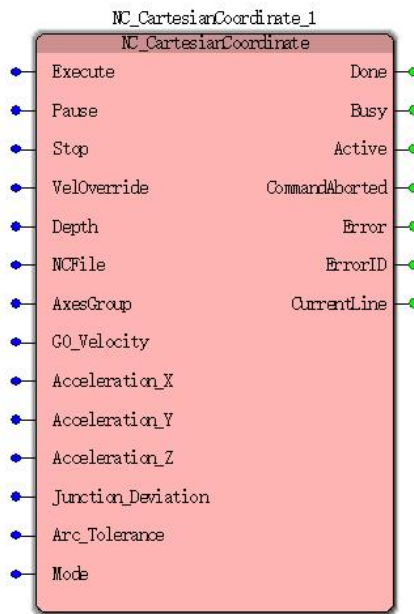 NC_CartesianCoordinate_1
NC_CartesianCoordinate
Execute Done
Pause Busy
Stop Active
VelOverride CommandAborted
Depth Error
NCFile ErrorID
AxesGroup CurrentLine
G0_Velocity
Acceleration_X
Acceleration_Y
Acceleration_Z
Junction_Deviation
Arc_Tolerance
Mode